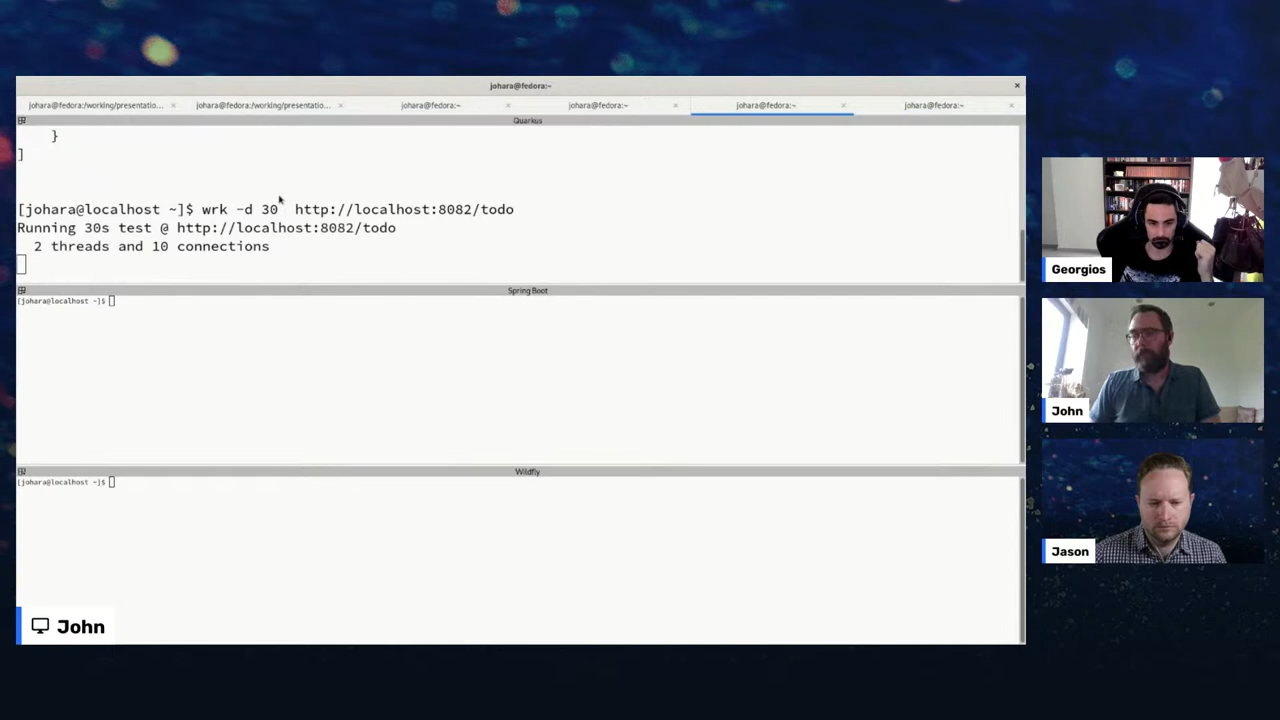 johara@fedora:~
johara@fedora:/working/presentatio...
johara@fedora:/working/presentatio...
johara@fedora:~
johara@fedora:~
johara@fedora:~
johara@fedora:~
Quarkus
}
]
[johara@localhost ~]$ wrk -d 30 http://localhost:8082/todo
Running 30s test @ http://localhost:8082/todo
2 threads and 10 connections
Spring Boot
[johara@localhost ~]$
Wildfly
[johara@localhost ~]$
Georgios
John
Jason
John